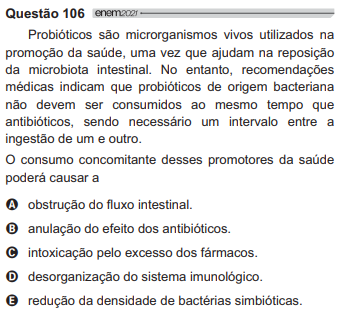 Questão 106 enem2021
Probióticos são microrganismos vivos utilizados na
promoção da saúde, uma vez que ajudam na reposição
da microbiota intestinal. No entanto, recomendações
médicas indicam que probióticos de origem bacteriana
não devem ser consumidos ao mesmo tempo que
antibióticos, sendo necessário um intervalo entre a
ingestão de um e outro.
O consumo concomitante desses promotores da saúde
poderá causar a
A obstrução do fluxo intestinal.
B anulação do efeito dos antibióticos.
C intoxicação pelo excesso dos fármacos.
D desorganização do sistema imunológico.
E redução da densidade de bactérias simbióticas.